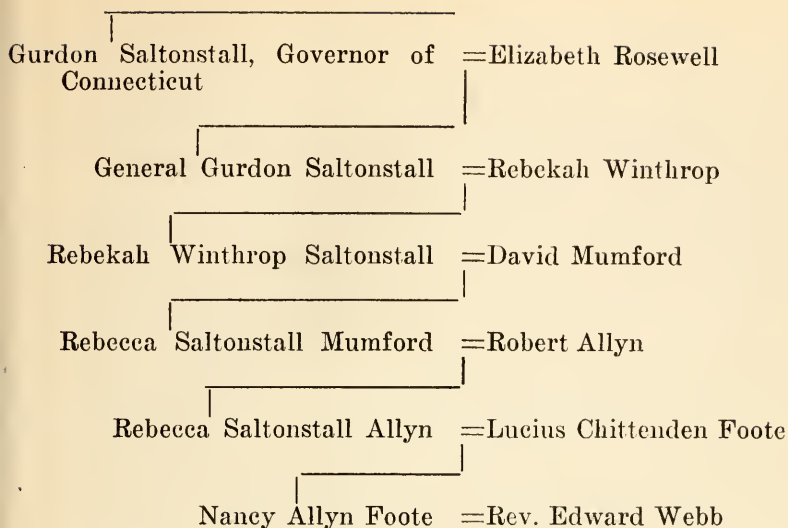 Gurdon Saltonstall, Governor of =Elizabeth Rosewell
Connecticut
General Gurdon Saltonstall =Rebekah Winthrop
Rebekah Winthrop Saltonstall =David Mumford
Rebecca Saltonstall Mumford =Robert Allyn
Rebecca Saltonstall Allyn =Lucius Chittenden Foote
Nancy Allyn Foote =Rev. Edward Webb